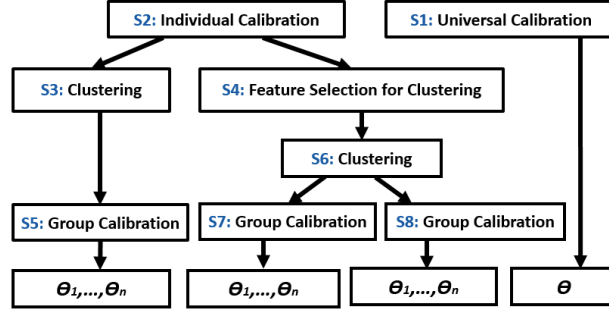 S2: Individual Calibration
S1: Universal Calibration
S3: Clustering
S4: Feature Selection for Clustering
S6: Clustering
S5: Group Calibration
S7: Group Calibration
S8: Group Calibration
ϴ1,...,ϴn
ϴ1,...,ϴn
ϴ1,...,ϴn
ϴ